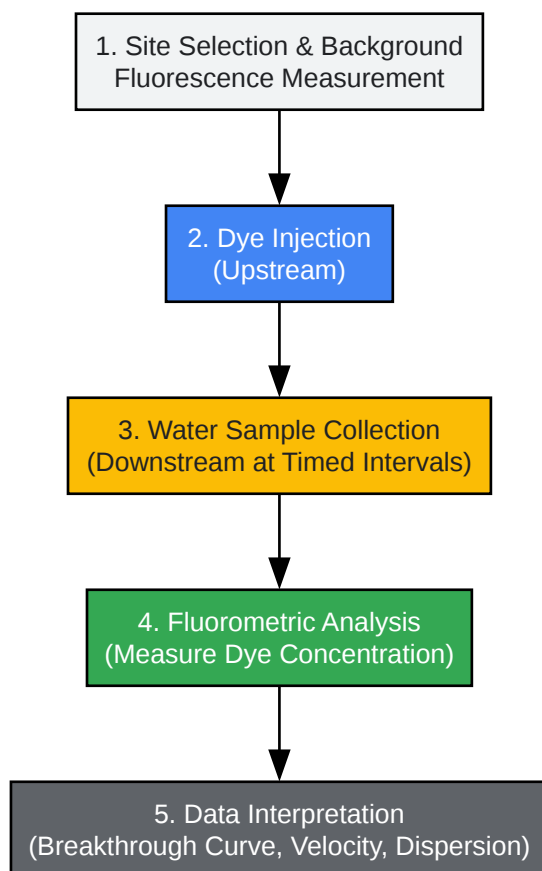 1. Site Selection & Background
Fluorescence Measurement
2. Dye Injection
(Upstream)
3. Water Sample Collection
(Downstream at Timed Intervals)
4. Fluorometric Analysis
(Measure Dye Concentration)
5. Data Interpretation
(Breakthrough Curve, Velocity, Dispersion)